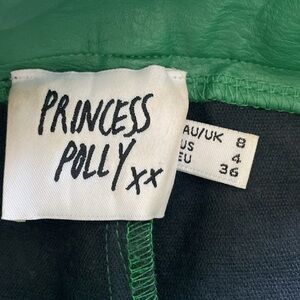 PRINCESS
POLLY xx
AU/UK 8
US 4
EU 36